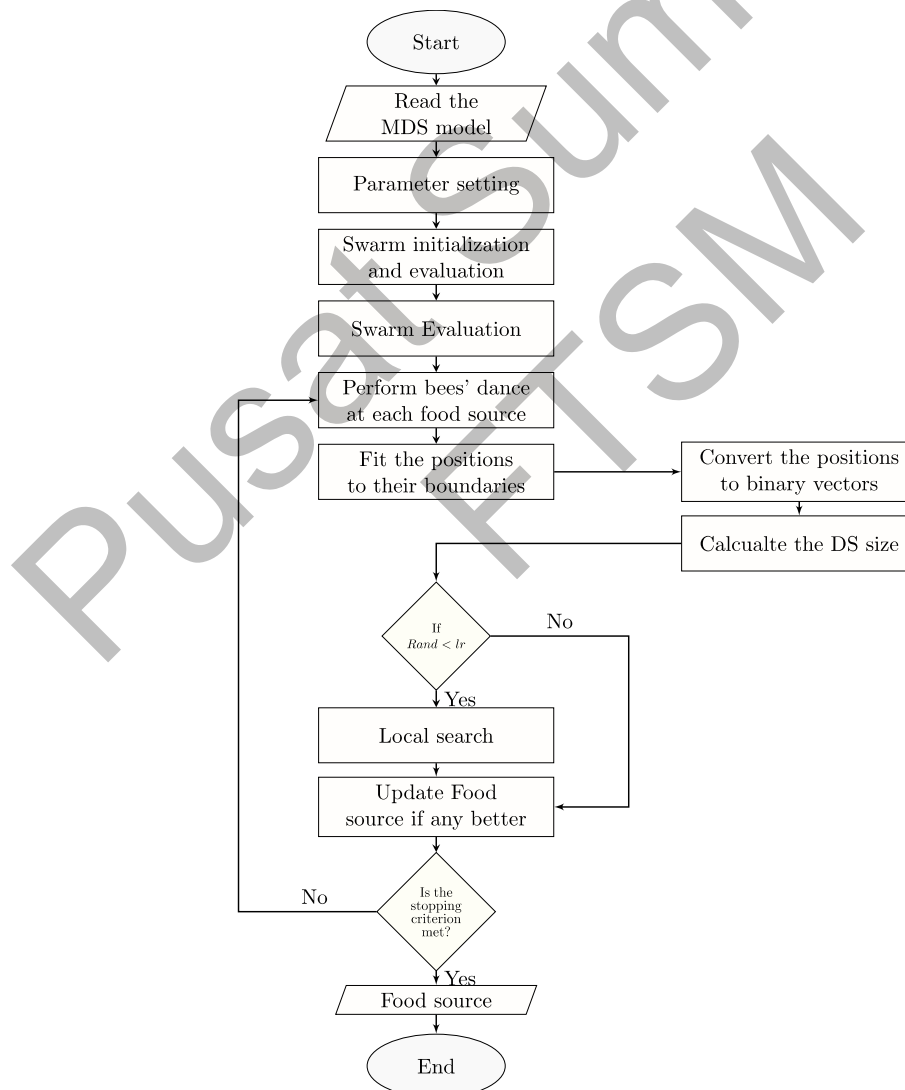 Start
Read the
MDS model
Parameter setting
Swarm initialization
and evaluation
Swarm Evaluation
Perform bees' dance
at each food source
Fit the positions
to their boundaries
Convert the positions
to binary vectors
Calcualte the DS size
If
Rand < lr
No
Yes
Local search
Update Food
source if any better
Is the
stopping
criterion
met?
No
Yes
Food source
End
Pusat Sum
FTSM